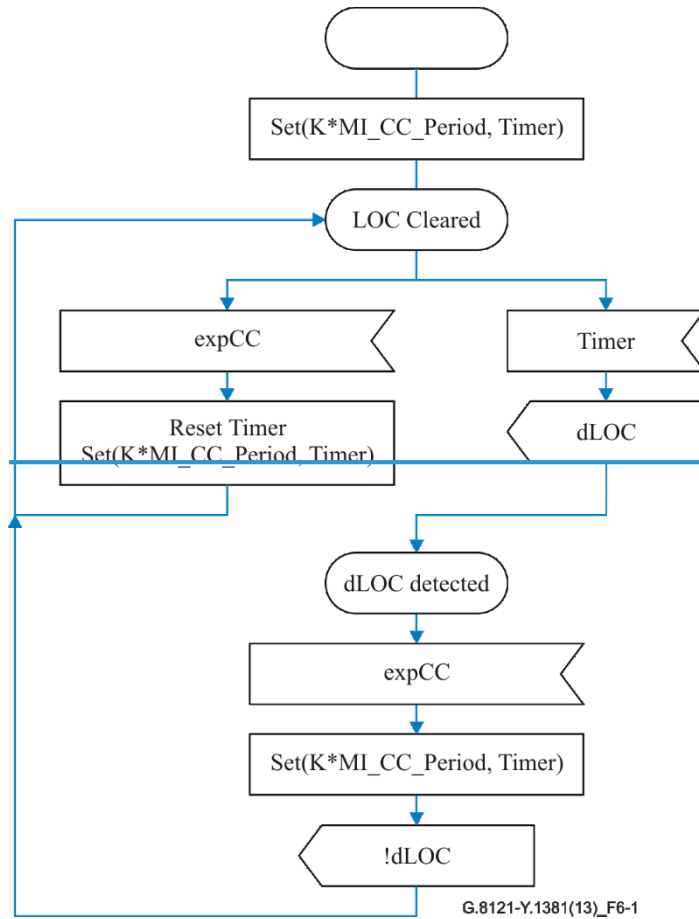 Set(K*MI_CC_Period, Timer)
LOC Cleared
expCC
Timer
Reset Timer
Set(K*MI_CC_Period, Timer)
dLOC
dLOC detected
expCC
Set(K*MI_CC_Period, Timer)
!dLOC
G.8121-Y.1381(13)_F6-1